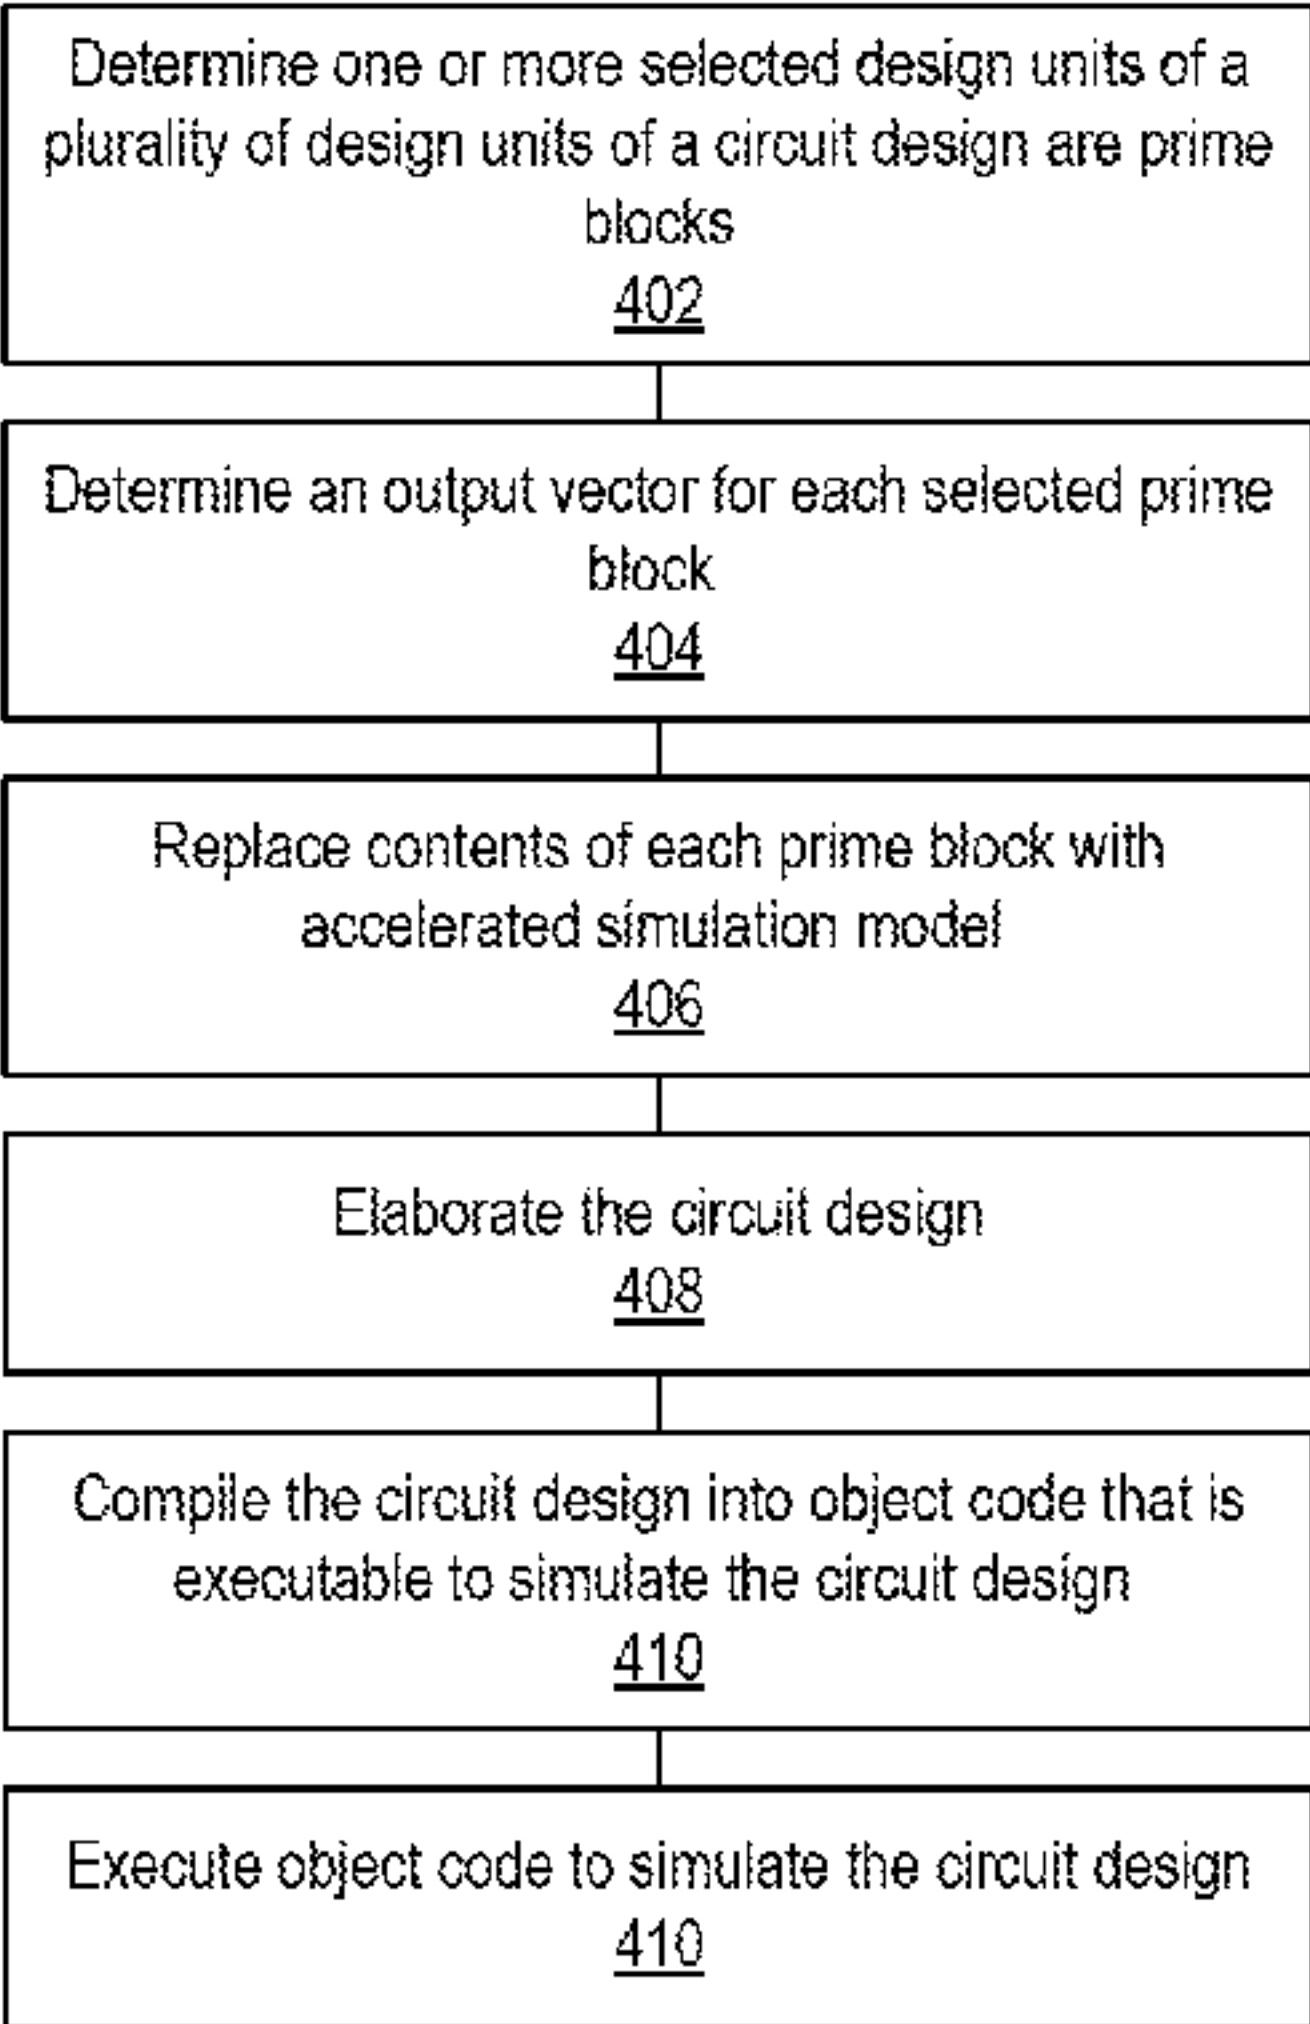 Determine one or more selected design units of a
plurality of design units of a circuit design are prime
blocks
402
Determine an output vector for each selected prime
block
404
Replace contents of each prime block with
accelerated simulation model
406
Elaborate the circuit design
408
Compile the circuit design into object code that is
executable to simulate the circuit design
410
Execute object code to simulate the circuit design
410